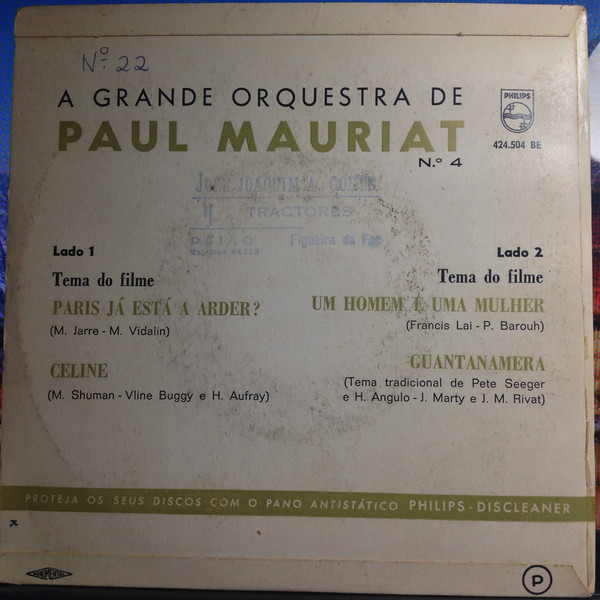 Nº 22
A GRANDE ORQUESTRA DE
PAUL MAURIAT
N.º 4
PHILIPS
424.504 BE
TRACTORES
Figueira da Foz
Lado 1
Tema do filme
PARIS JÁ ESTÁ A ARDER?
(M. Jarre - M. Vidalin)
CELINE
(M. Shuman - Vline Buggy e H. Aufray)
Lado 2
Tema do filme
UM HOMEM E UMA MULHER
(Francis Lai - P. Barouh)
GUANTANAMERA
(Tema tradicional de Pete Seeger
e H. Angulo - J. Marty e J. M. Rivat)
PROTEJA OS SEUS DISCOS COM O PANO ANTISTÁTICO PHILIPS - DISCLEANER
X
MONUMENTAL
P